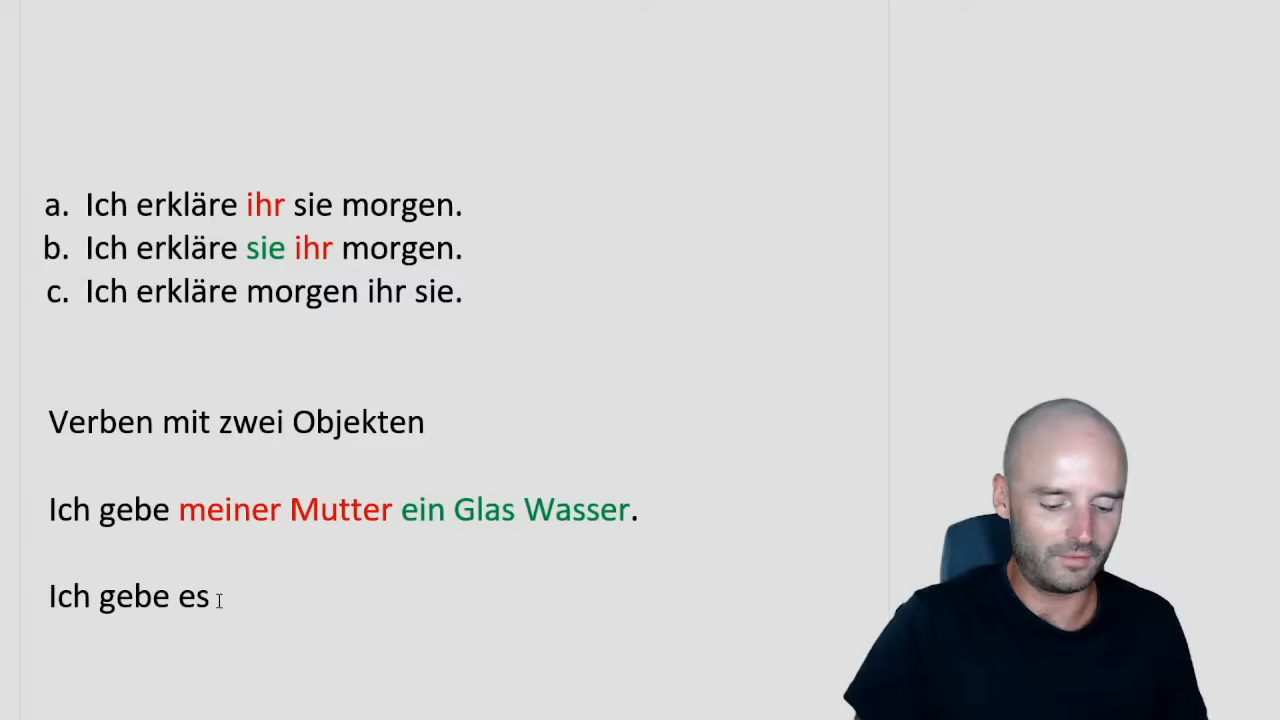 a. Ich erkläre ihr sie morgen.
b. Ich erkläre sie ihr morgen.
c. Ich erkläre morgen ihr sie.
Verben mit zwei Objekten
Ich gebe meiner Mutter ein Glas Wasser.
Ich gebe es